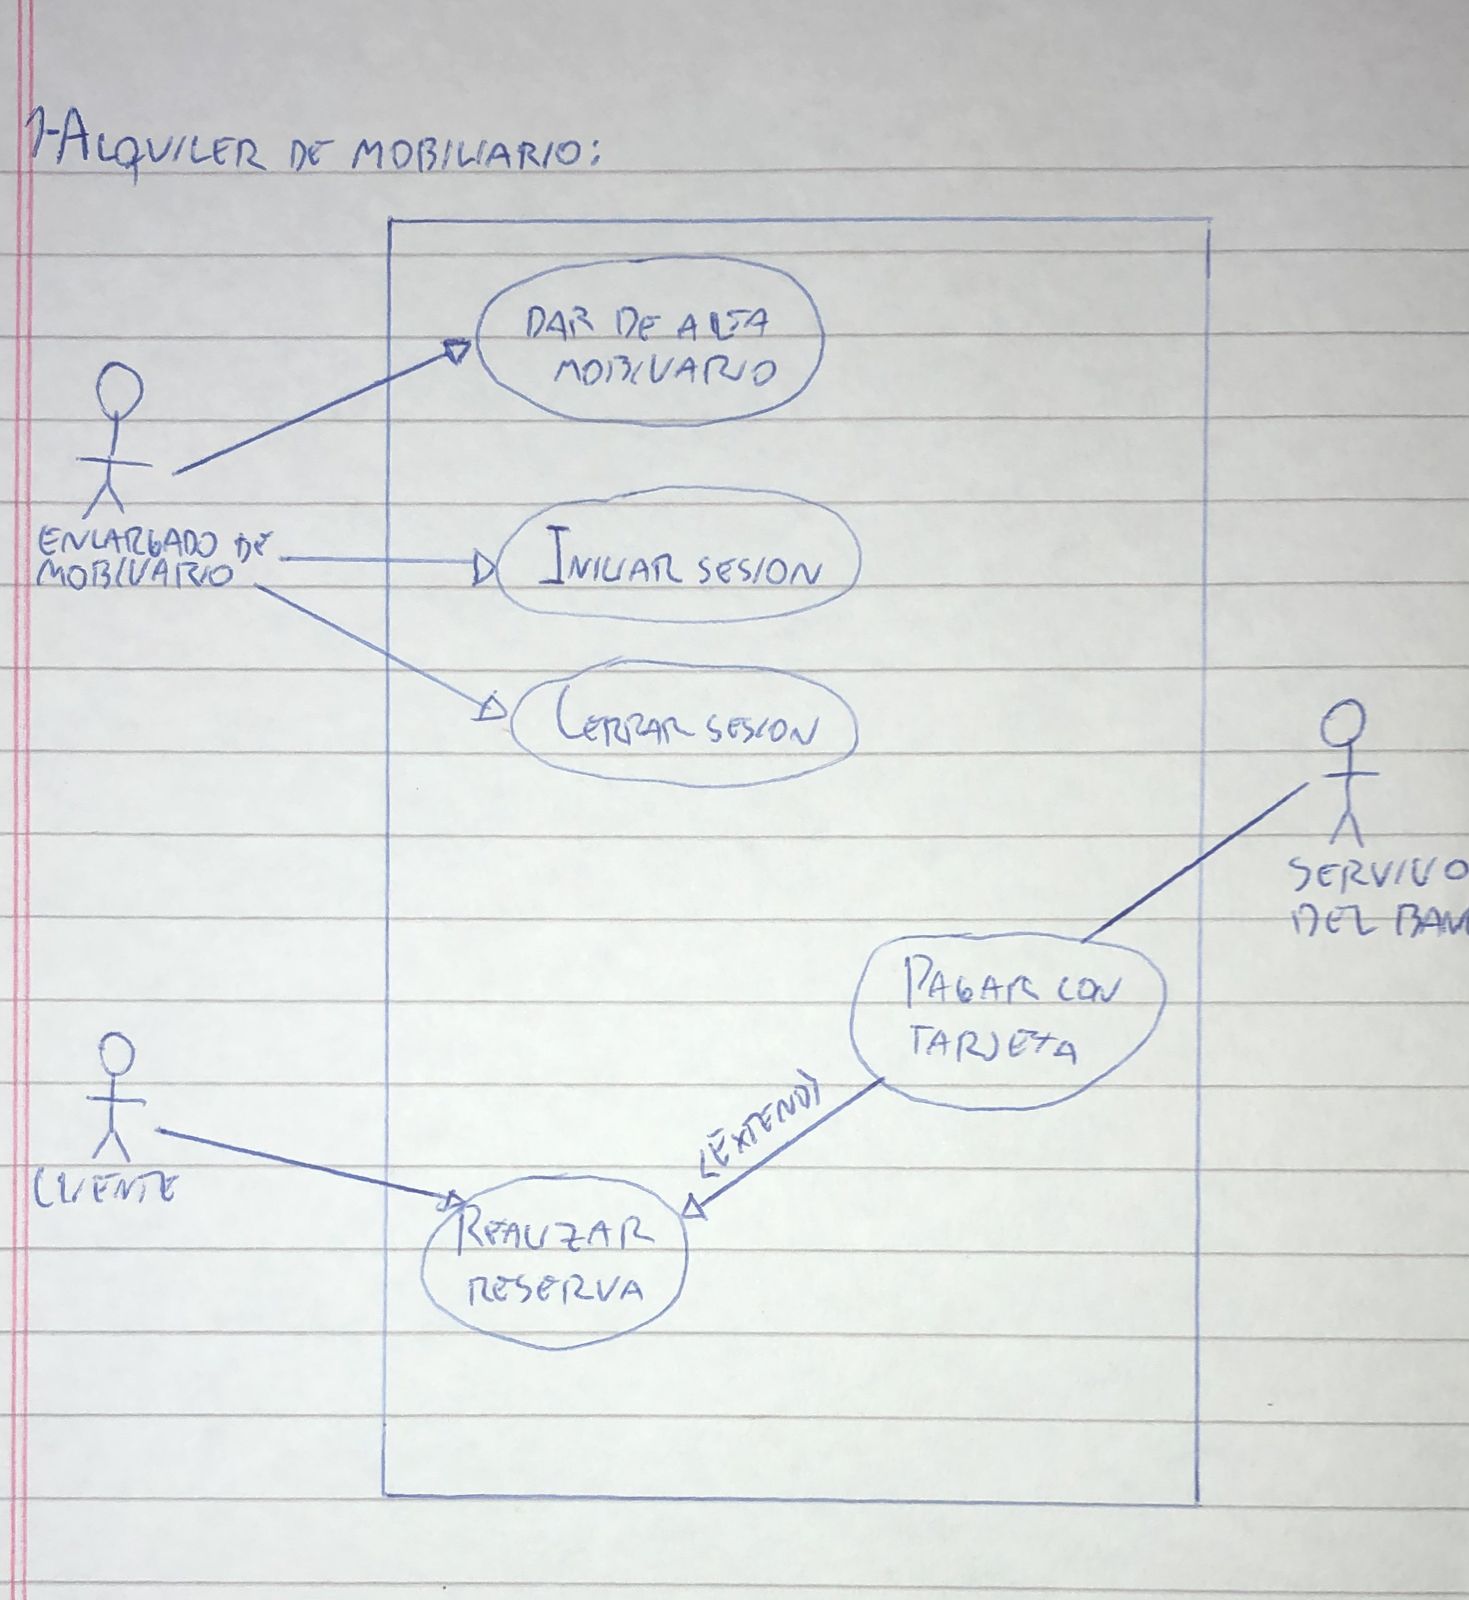 1-ALQUILER DE MOBILIARIO:
DAR DE ALTA
MOBILIARIO
ENCARGADO DE
MOBILIARIO
INICIAR SESION
CERRAR SESION
SERVICIO
DEL BAN
PAGAR CON
TARJETA
<EXTEND>
CLIENTE
REALIZAR
RESERVA